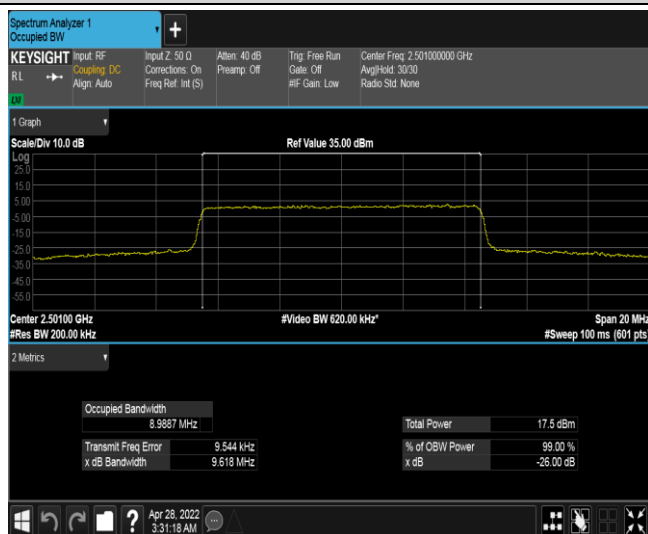 Spectrum Analyzer 1
Occupied BW
+
KEYSIGHT
R L
Input: RF
Coupling: DC
Align: Auto
Input Z: 50 Ω
Corrections: On
Freq Ref: Int (S)
Atten: 40 dB
Preamp: Off
Trig: Free Run
Gate: Off
#IF Gain: Low
Center Freq: 2.501000000 GHz
Avg|Hold: 30/30
Radio Std: None
1 Graph
Scale/Div 10.0 dB
Ref Value 35.00 dBm
Log
25.0
15.0
5.00
-5.00
-15.0
-25.0
-35.0
-45.0
-55.0
Center 2.50100 GHz
#Video BW 620.00 kHz*
Span 20 MHz
#Res BW 200.00 kHz
#Sweep 100 ms (601 pts)
2 Metrics
Occupied Bandwidth
8.9887 MHz
Total Power 17.5 dBm
Transmit Freq Error 9.544 kHz
% of OBW Power 99.00 %
x dB Bandwidth 9.618 MHz
x dB -26.00 dB
?
Apr 28, 2022
3:31:18 AM